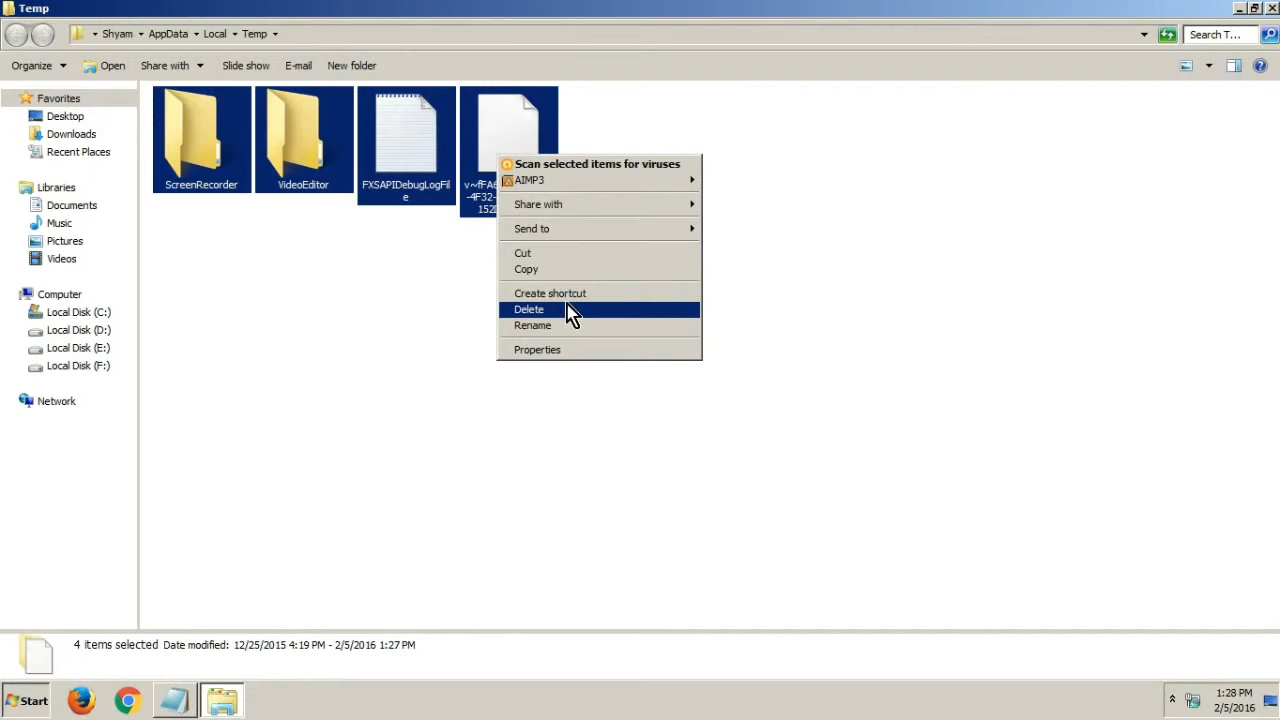 Temp
Shyam AppData Local Temp
Search T...
Organize Open Share with Slide show E-mail New folder
Favorites
Desktop
Downloads
Recent Places
Libraries
Documents
Music
Pictures
Videos
Computer
Local Disk (C:)
Local Disk (D:)
Local Disk (E:)
Local Disk (F:)
Network
ScreenRecorder
VideoEditor
FXSAPIDebugLogFil
e
-4F32-
Scan selected items for viruses
AIMP3
Share with
Send to
Cut
Copy
Create shortcut
Delete
Rename
Properties
4 items selected Date modified: 12/25/2015 4:19 PM - 2/5/2016 1:27 PM
Start
1:28 PM
2/5/2016